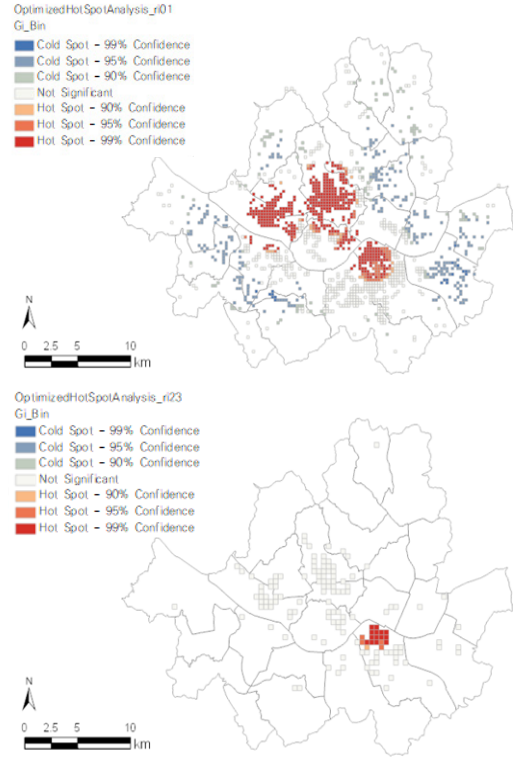 OptimizedHotSpotAnalysis_ri01
Gi_Bin
Cold Spot - 99% Confidence
Cold Spot - 95% Confidence
Cold Spot - 90% Confidence
Not Significant
Hot Spot - 90% Confidence
Hot Spot - 95% Confidence
Hot Spot - 99% Confidence
N
0 2.5 5 10
km
OptimizedHotSpotAnalysis_ri23
Gi_Bin
Cold Spot - 99% Confidence
Cold Spot - 95% Confidence
Cold Spot - 90% Confidence
Not Significant
Hot Spot - 90% Confidence
Hot Spot - 95% Confidence
Hot Spot - 99% Confidence
N
0 2.5 5 10
km